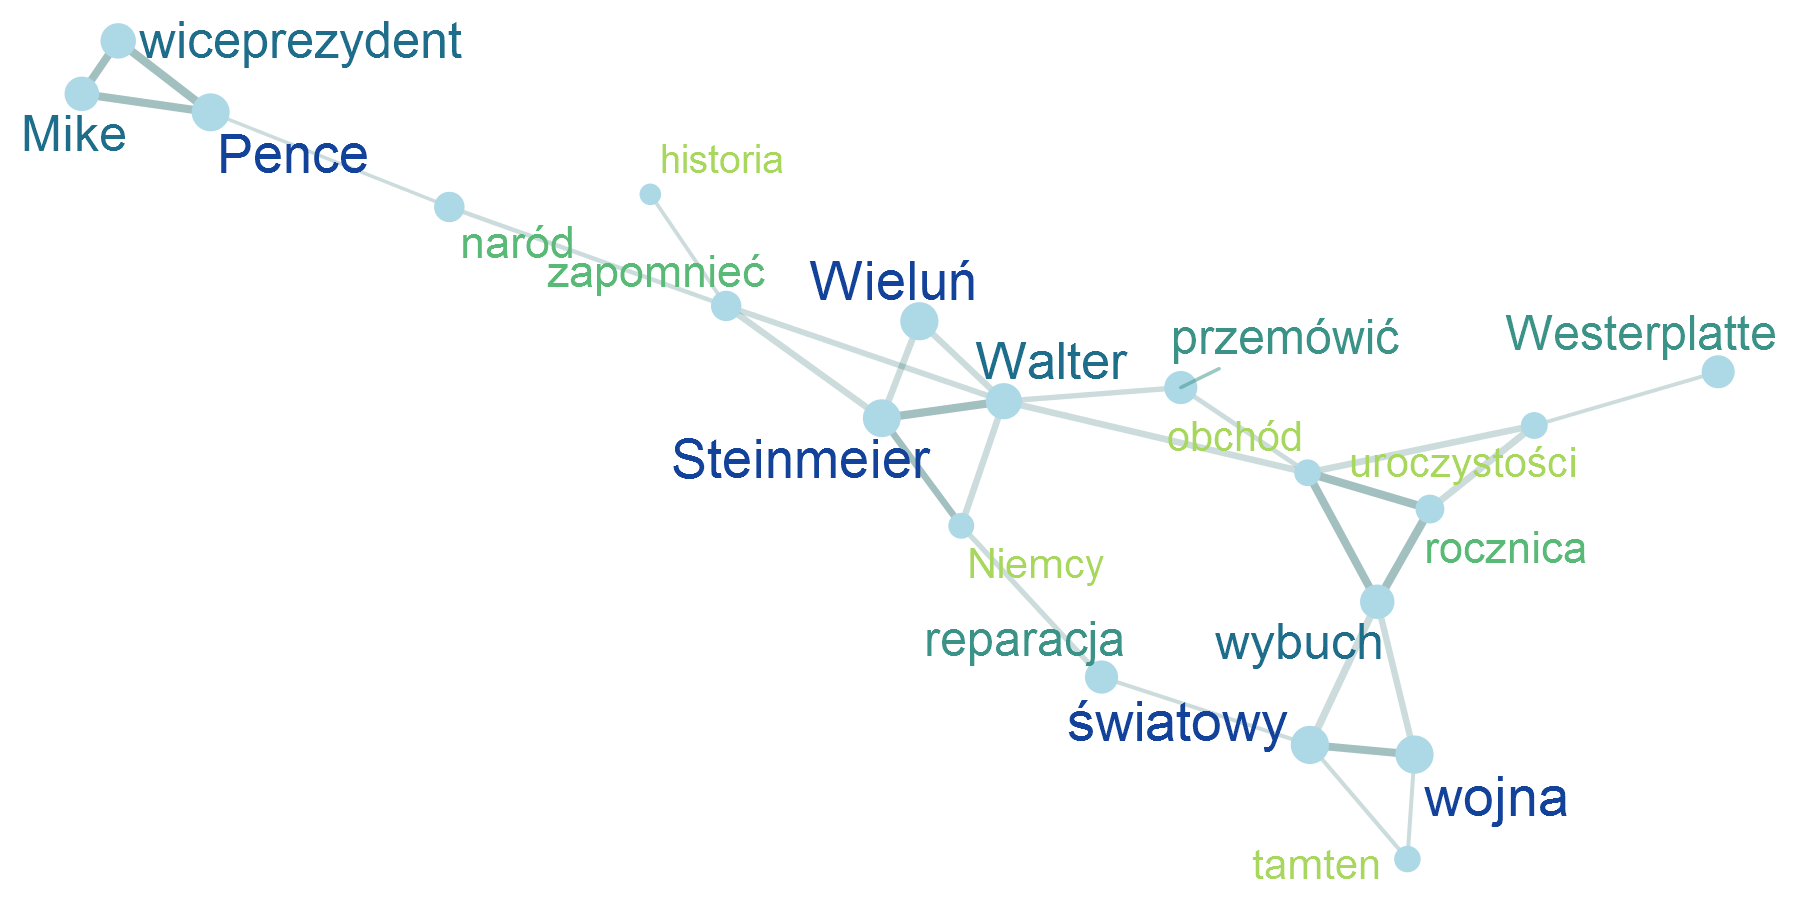 wiceprezydent
Mike
Pence
historia
naród
zapomnieć
Wieluń
Walter
przemówić
Westerplatte
Steinmeier
obchód
uroczystości
rocznica
Niemcy
reparacja
wybuch
światowy
wojna
tamten